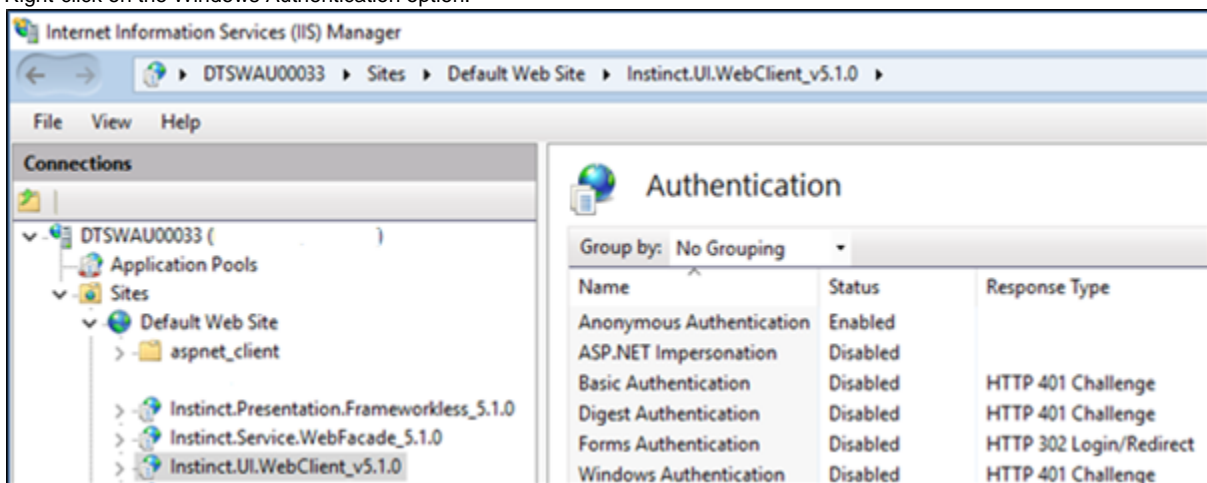 Right-click on the Windows Authentication option.
Internet Information Services (IIS) Manager
DTSWAU00033 Sites Default Web Site Instinct.UI.WebClient_v5.1.0
File View Help
Connections
DTSWAU00033 ( )
Application Pools
Sites
Default Web Site
aspnet_client
Instinct.Presentation.Frameworkless_5.1.0
Instinct.Service.WebFacade_5.1.0
Instinct.UI.WebClient_v5.1.0
Authentication
Group by: No Grouping
Name Status Response Type
Anonymous Authentication Enabled
ASP.NET Impersonation Disabled
Basic Authentication Disabled HTTP 401 Challenge
Digest Authentication Disabled HTTP 401 Challenge
Forms Authentication Disabled HTTP 302 Login/Redirect
Windows Authentication Disabled HTTP 401 Challenge